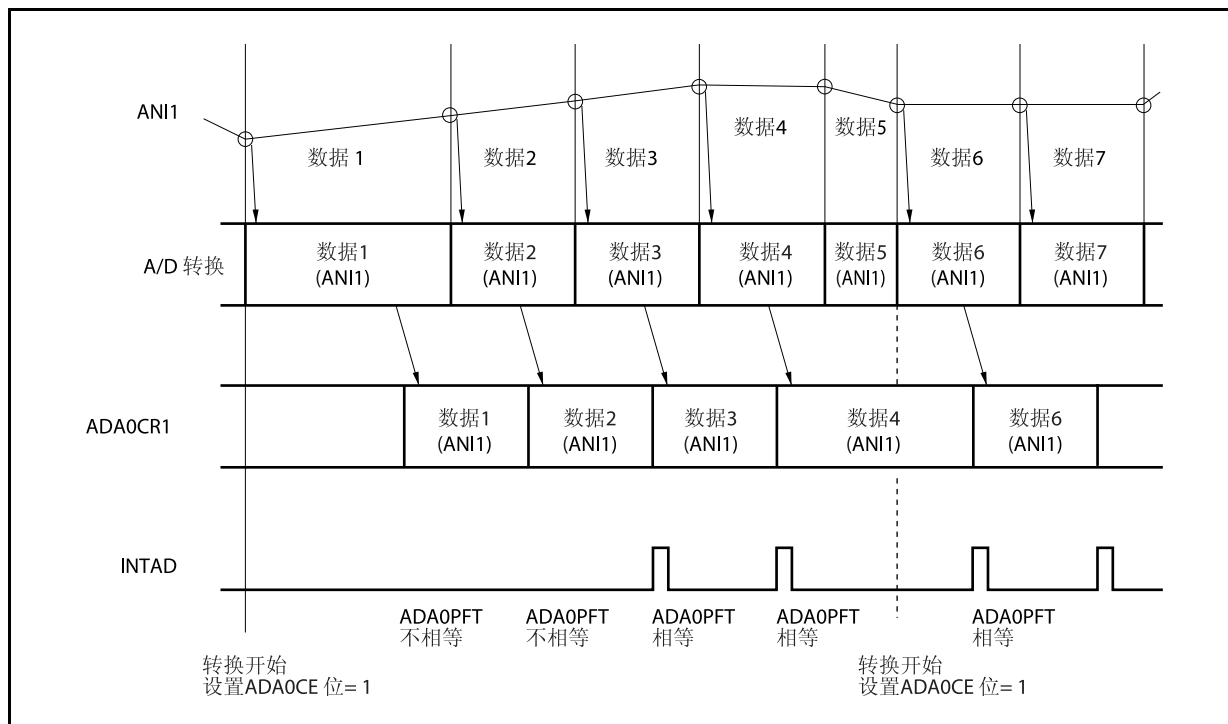 ANI1
数据 1
数据2
数据3
数据4
数据5
数据6
数据7
A/D 转换
数据1
(ANI1)
数据2
(ANI1)
数据3
(ANI1)
数据4
(ANI1)
数据5
(ANI1)
数据6
(ANI1)
数据7
(ANI1)
ADA0CR1
数据1
(ANI1)
数据2
(ANI1)
数据3
(ANI1)
数据4
(ANI1)
数据6
(ANI1)
INTAD
ADA0PFT
不相等
ADA0PFT
不相等
ADA0PFT
相等
ADA0PFT
相等
ADA0PFT
相等
转换开始
设置ADA0CE 位= 1
转换开始
设置ADA0CE 位= 1